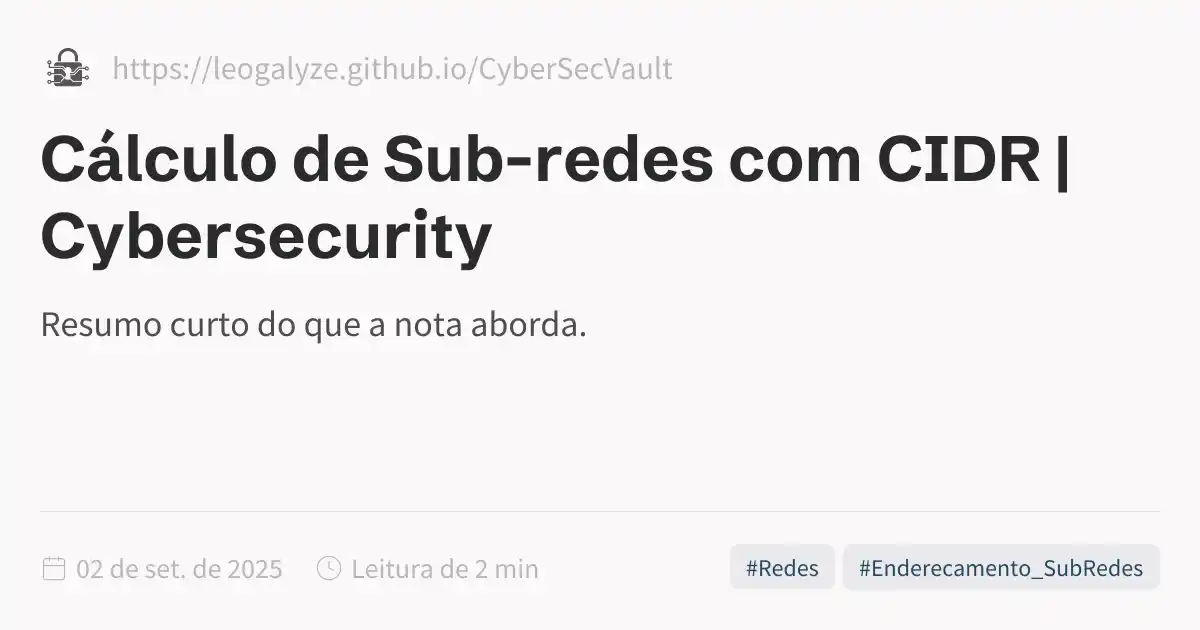 https://leogalyze.github.io/CyberSecVault
Cálculo de Sub-redes com CIDR |
Cybersecurity
Resumo curto do que a nota aborda.
02 de set. de 2025 Leitura de 2 min #Redes #Enderecamento_SubRedes